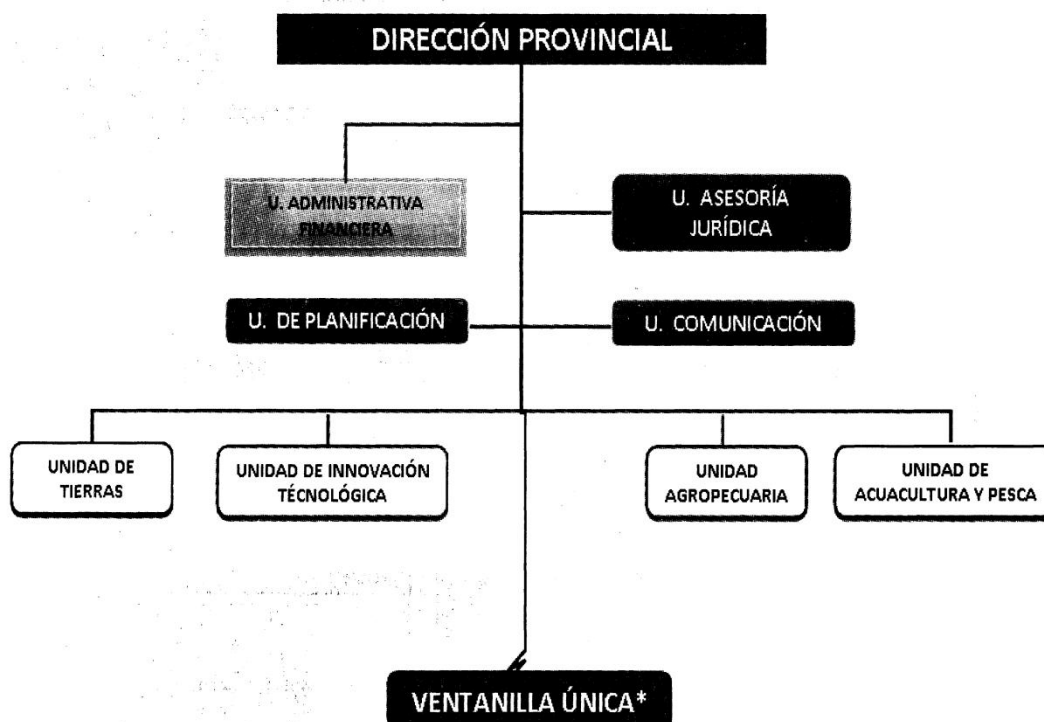 DIRECCIÓN PROVINCIAL
U. ADMINISTRATIVA
FINANCIERA
U. ASESORÍA
JURÍDICA
U. DE PLANIFICACIÓN
U. COMUNICACIÓN
UNIDAD DE
TIERRAS
UNIDAD DE INNOVACIÓN
TÉCNOLÓGICA
UNIDAD
AGROPECUARIA
UNIDAD DE
ACUACULTURA Y PESCA
VENTANILLA ÚNICA*